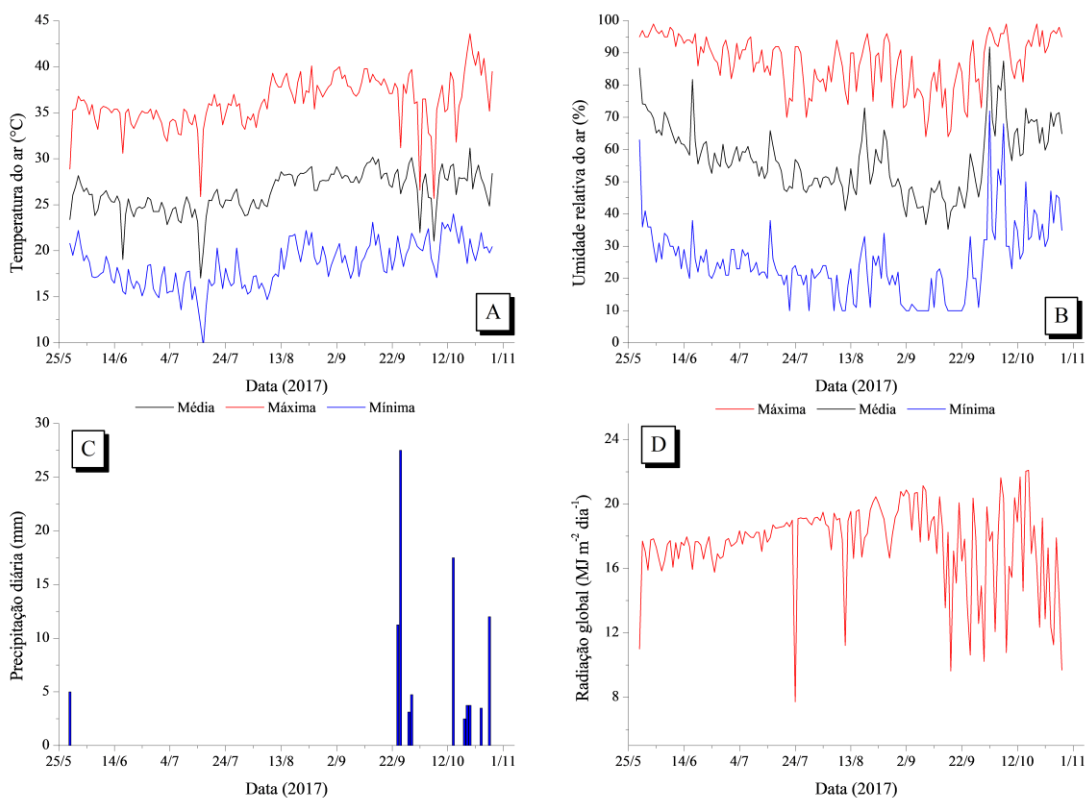 45
40
35
30
25
20
15
10
Temperatura do ar (°C)
A
25/5 14/6 4/7 24/7 13/8 2/9 22/9 12/10 1/11
Data (2017)
Média Máxima Mínima
100
90
80
70
60
50
40
30
20
10
0
Umidade relativa do ar (%)
B
25/5 14/6 4/7 24/7 13/8 2/9 22/9 12/10 1/11
Data (2017)
Máxima Média Mínima
30
25
20
15
10
5
0
Precipitação diária (mm)
C
25/5 14/6 4/7 24/7 13/8 2/9 22/9 12/10 1/11
Data (2017)
24
20
16
12
8
Radiação global (MJ m⁻² dia⁻¹)
D
25/5 14/6 4/7 24/7 13/8 2/9 22/9 12/10 1/11
Data (2017)